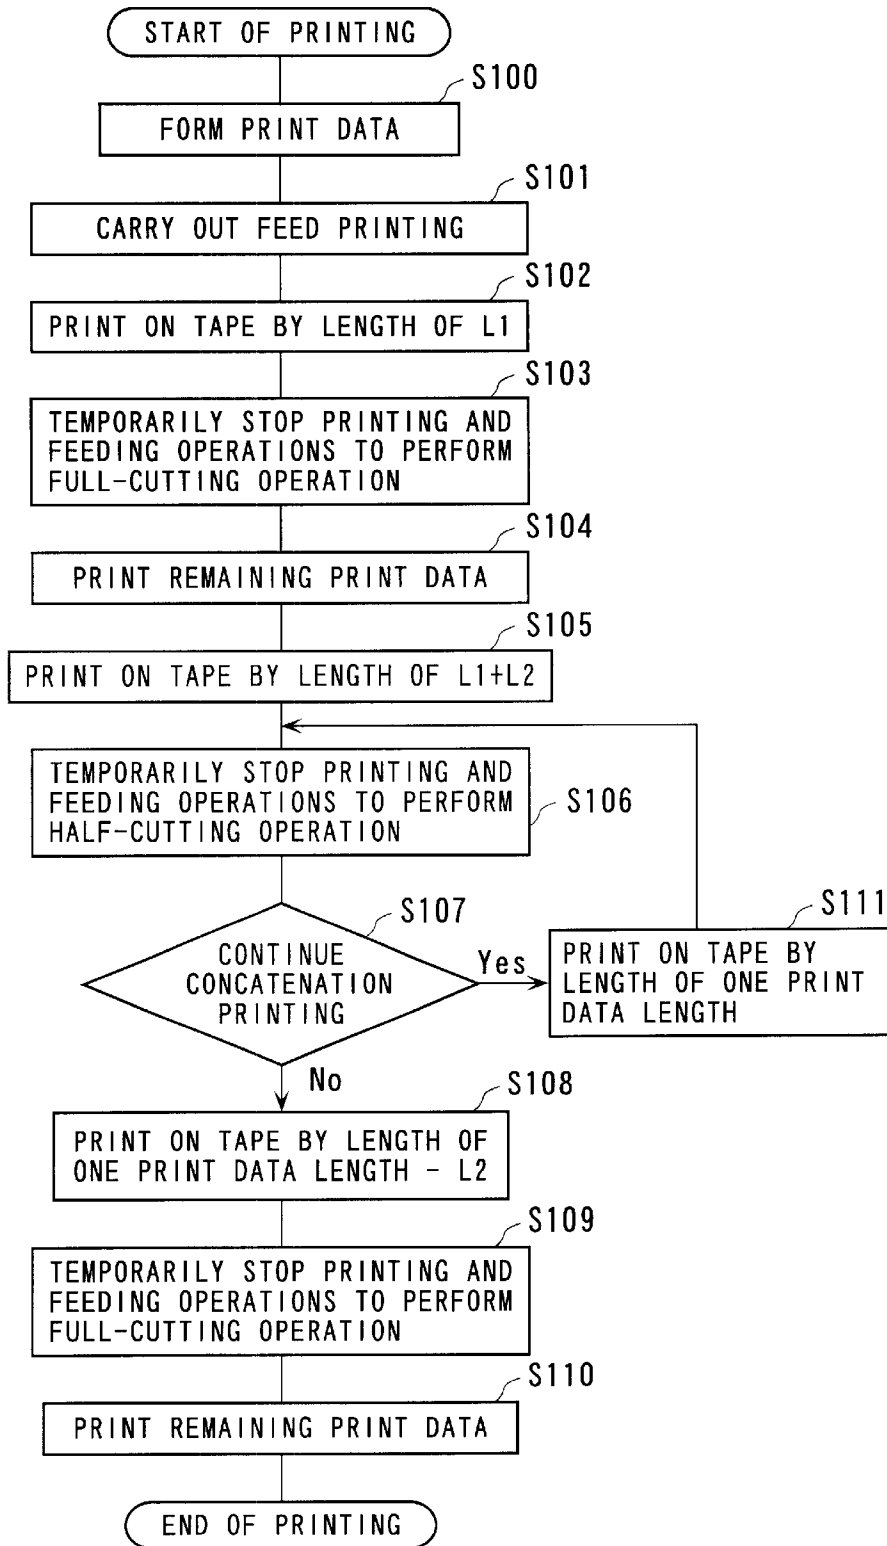 START OF PRINTING
S100
FORM PRINT DATA
S101
CARRY OUT FEED PRINTING
S102
PRINT ON TAPE BY LENGTH OF L1
S103
TEMPORARILY STOP PRINTING AND
FEEDING OPERATIONS TO PERFORM
FULL-CUTTING OPERATION
S104
PRINT REMAINING PRINT DATA
S105
PRINT ON TAPE BY LENGTH OF L1+L2
TEMPORARILY STOP PRINTING AND
FEEDING OPERATIONS TO PERFORM
HALF-CUTTING OPERATION
S106
S107
CONTINUE
CONCATENATION
PRINTING
Yes
S111
PRINT ON TAPE BY
LENGTH OF ONE PRINT
DATA LENGTH
No
S108
PRINT ON TAPE BY LENGTH OF
ONE PRINT DATA LENGTH - L2
S109
TEMPORARILY STOP PRINTING AND
FEEDING OPERATIONS TO PERFORM
FULL-CUTTING OPERATION
S110
PRINT REMAINING PRINT DATA
END OF PRINTING